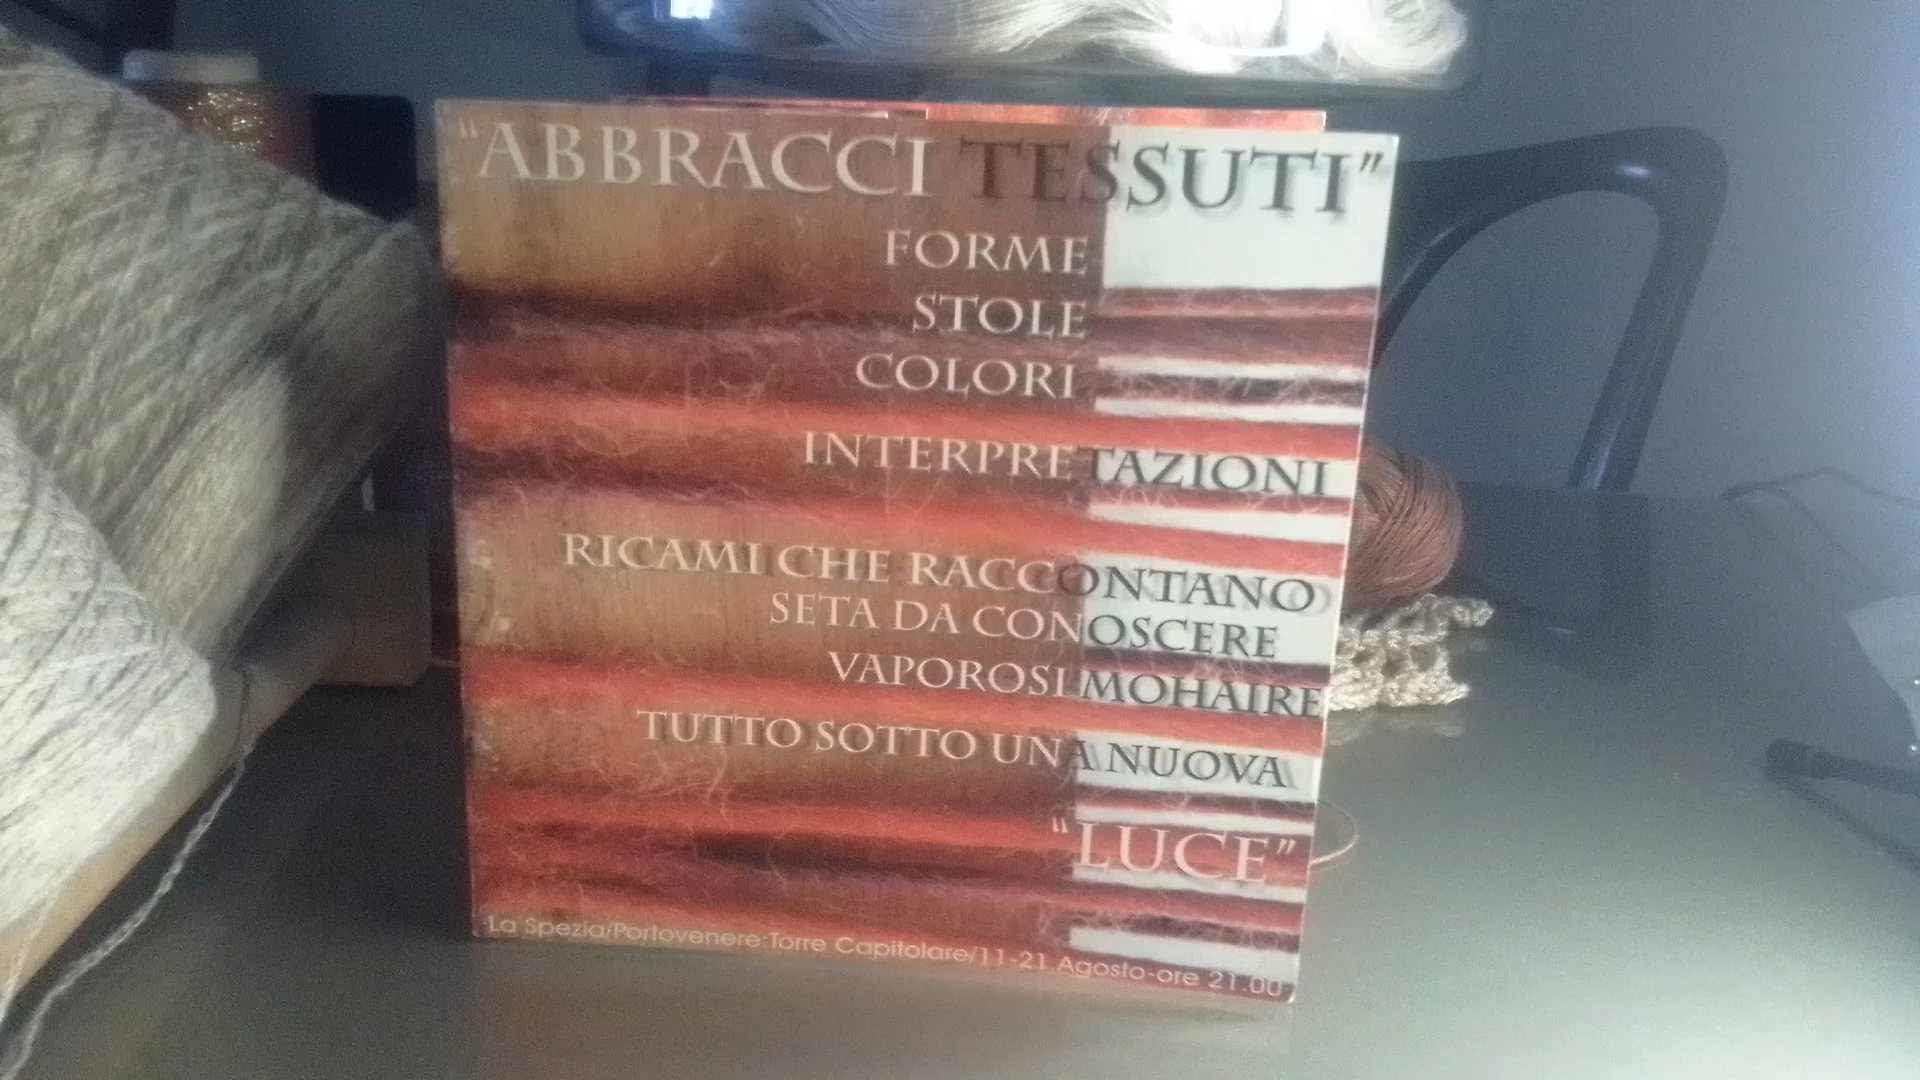 "ABBRACCI TESSUTI"
FORME
STOLE
COLORI
INTERPRETAZIONI
RICAMI CHE RACCONTANO
SETA DA CONOSCERE
VAPOROSI MOHAIRE
TUTTO SOTTO UNA NUOVA
"LUCE"
La Spezia/Portovenere:Torre Capitolare/11-21 Agosto-ore 21.00